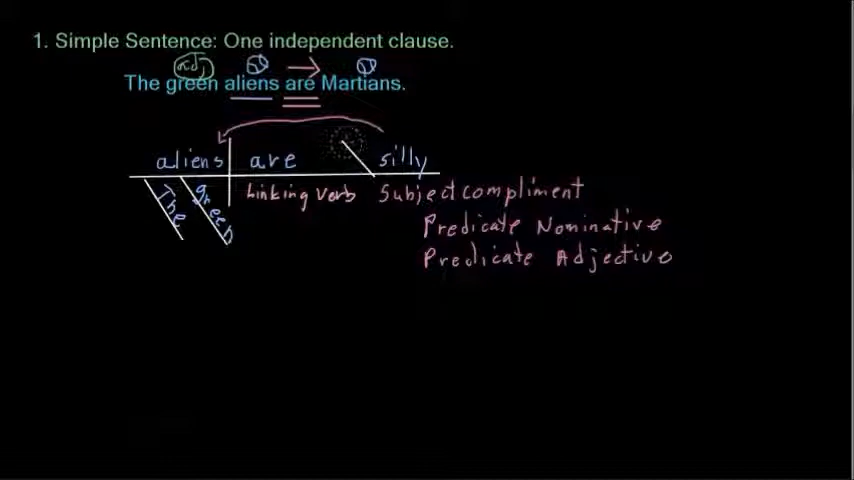 1. Simple Sentence: One independent clause.
adj
The green aliens are Martians.
aliens are silly
The green Linking verb Subject compliment
Predicate Nominative
Predicate Adjective